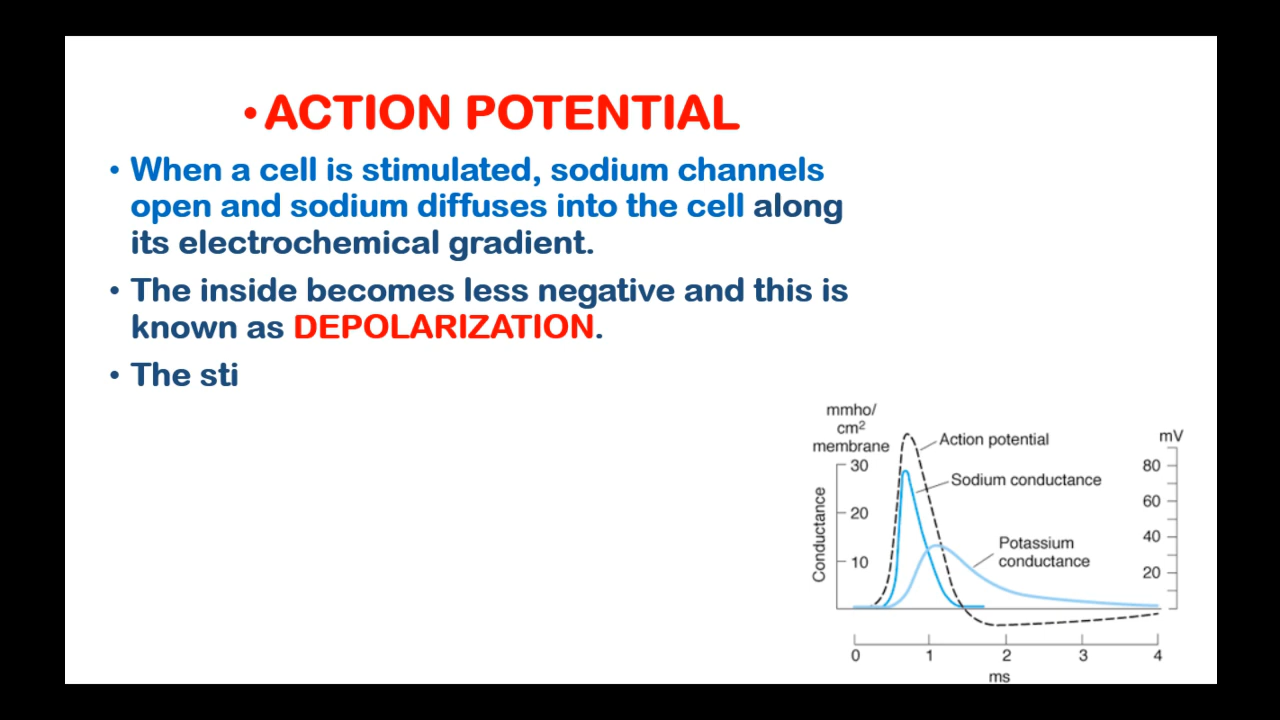 •ACTION POTENTIAL
• When a cell is stimulated, sodium channels
open and sodium diffuses into the cell along
its electrochemical gradient.
• The inside becomes less negative and this is
known as DEPOLARIZATION.
• The sti
mmho/
cm²
membrane
Action potential
mV
30
80
Sodium conductance
60
Conductance
20
40
Potassium
conductance
10
20
0 1 2 3 4
ms